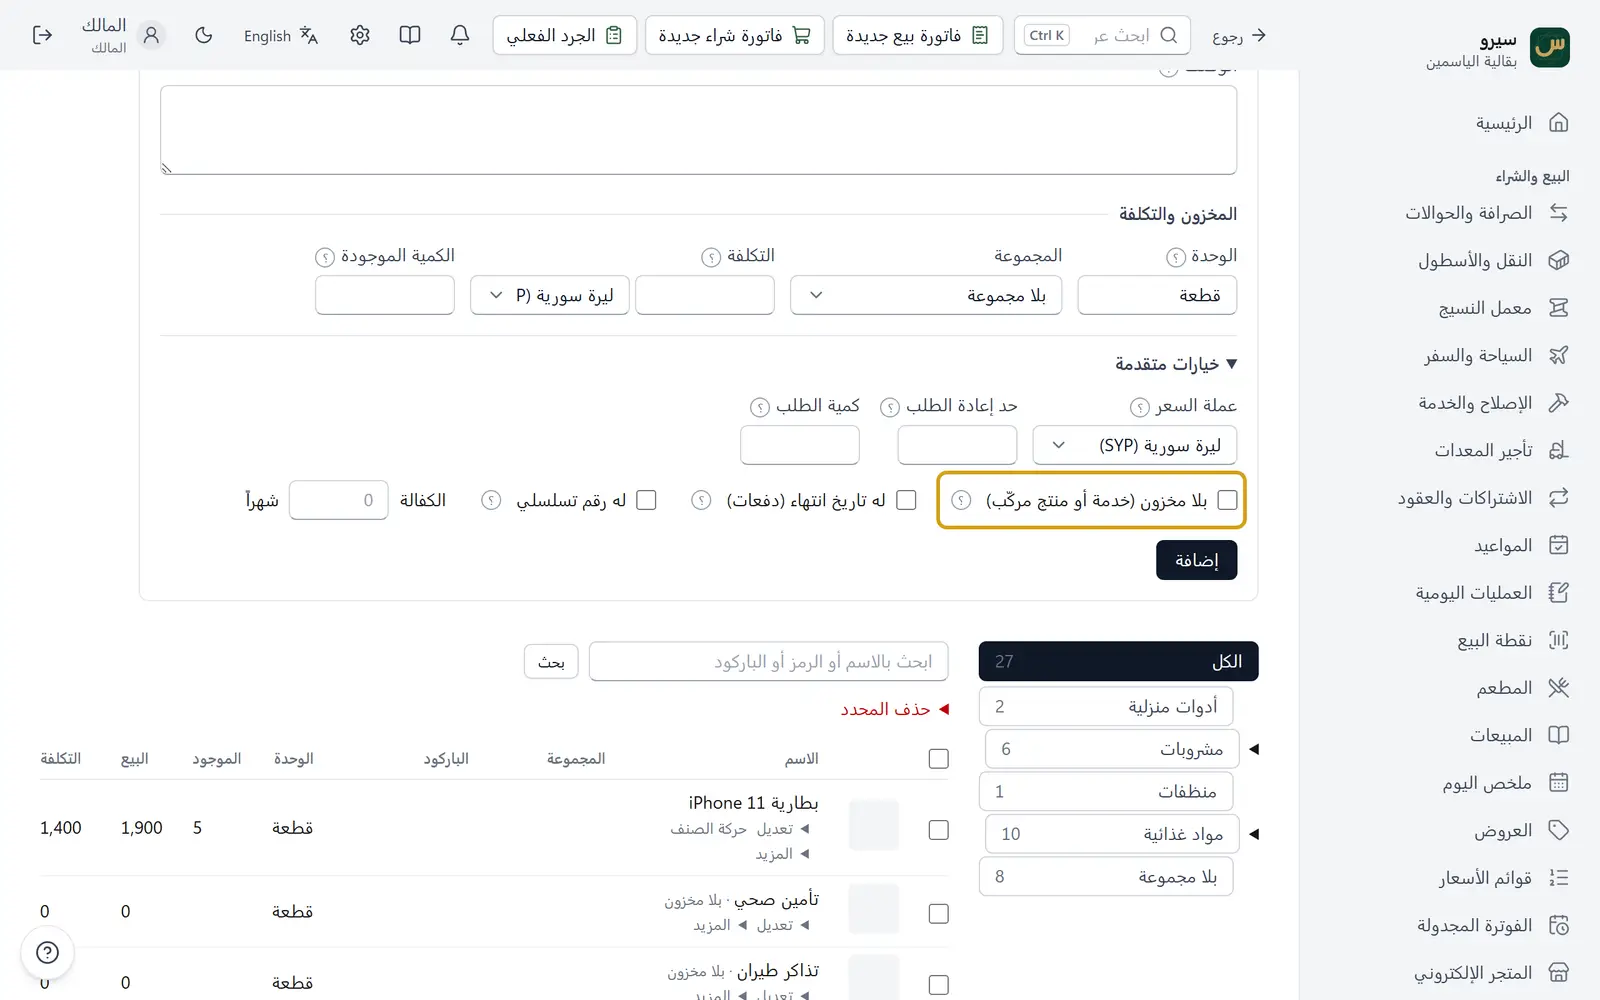 سيرو
بقالية الياسمين
الرئيسية
البيع والشراء
الصرافة والحوالات
النقل والأسطول
معمل النسيج
السياحة والسفر
الإصلاح والخدمة
تأجير المعدات
الاشتراكات والعقود
المواعيد
العمليات اليومية
نقطة البيع
المطعم
المبيعات
ملخص اليوم
العروض
قوائم الأسعار
الفوترة المجدولة
المتجر الإلكتروني
رجوع
ابحث عر Ctrl K
فاتورة بيع جديدة
فاتورة شراء جديدة
الجرد الفعلي
English
المالك
المالك
المخزون والتكلفة
الوحدة ؟ المجموعة التكلفة ؟ الكمية الموجودة ؟
قطعة بلا مجموعة ليرة سورية (P
▼ خيارات متقدمة
عملة السعر ؟ حد إعادة الطلب ؟ كمية الطلب ؟
ليرة سورية (SYP)
بلا مخزون (خدمة أو منتج مركّب) ؟ له تاريخ انتهاء (دفعات) ؟ له رقم تسلسلي ؟ الكفالة 0 شهراً
إضافة
الكل 27
أدوات منزلية 2
مشروبات 6
منظفات 1
مواد غذائية 10
بلا مجموعة 8
ابحث بالاسم أو الرمز أو الباركود بحث
حذف المحدد
الاسم المجموعة الباركود الوحدة الموجود البيع التكلفة
بطارية iPhone 11 قطعة 5 1,900 1,400
تعديل حركة الصنف
المزيد
تأمين صحي · بلا مخزون قطعة 0 0
تعديل المزيد
تذاكر طيران · بلا مخزون قطعة 0 0
تعديل المزيد